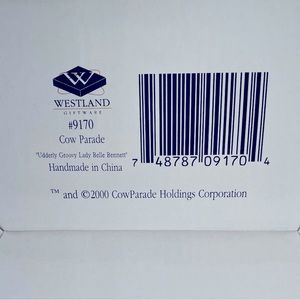 W
WESTLAND
GIFTWARE
#9170
Cow Parade
"Udderly Groovy Lady Belle Bennett"
Handmade in China
7 48787 09170 4
™ and ©2000 CowParade Holdings Corporation